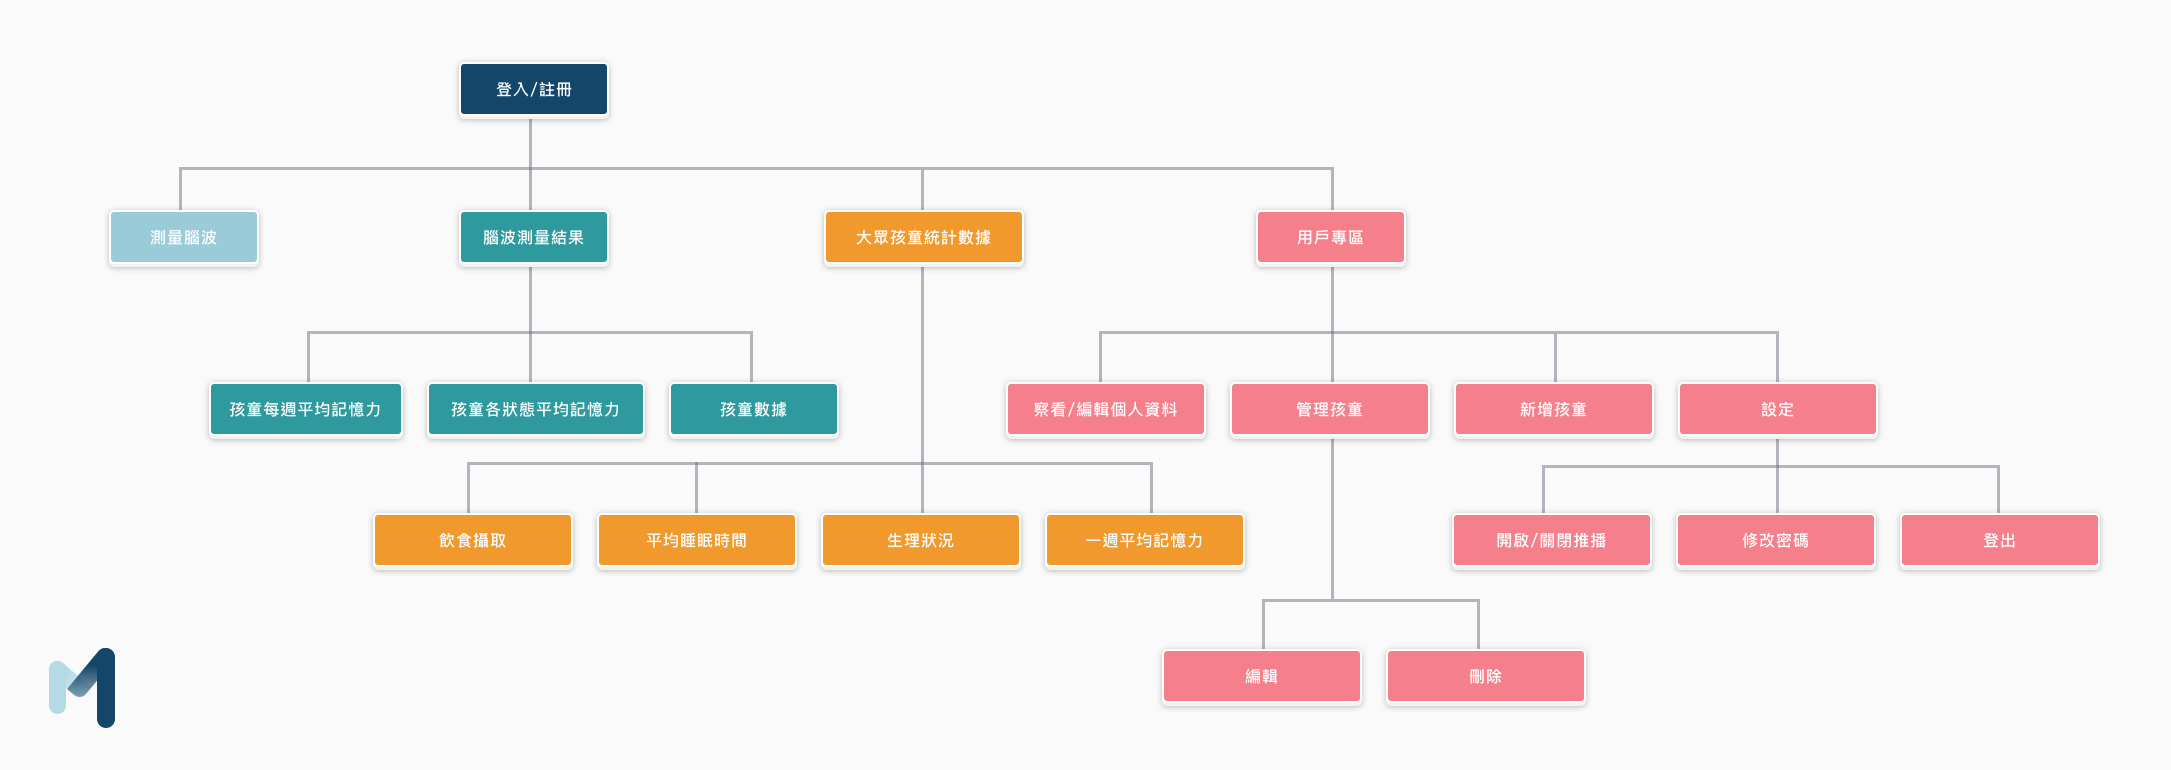 登入/註冊
測量腦波
腦波測量結果
大眾孩童統計數據
用戶專區
孩童每週平均記憶力
孩童各狀態平均記憶力
孩童數據
察看/編輯個人資料
管理孩童
新增孩童
設定
飲食攝取
平均睡眠時間
生理狀況
一週平均記憶力
開啟/關閉推播
修改密碼
登出
編輯
刪除